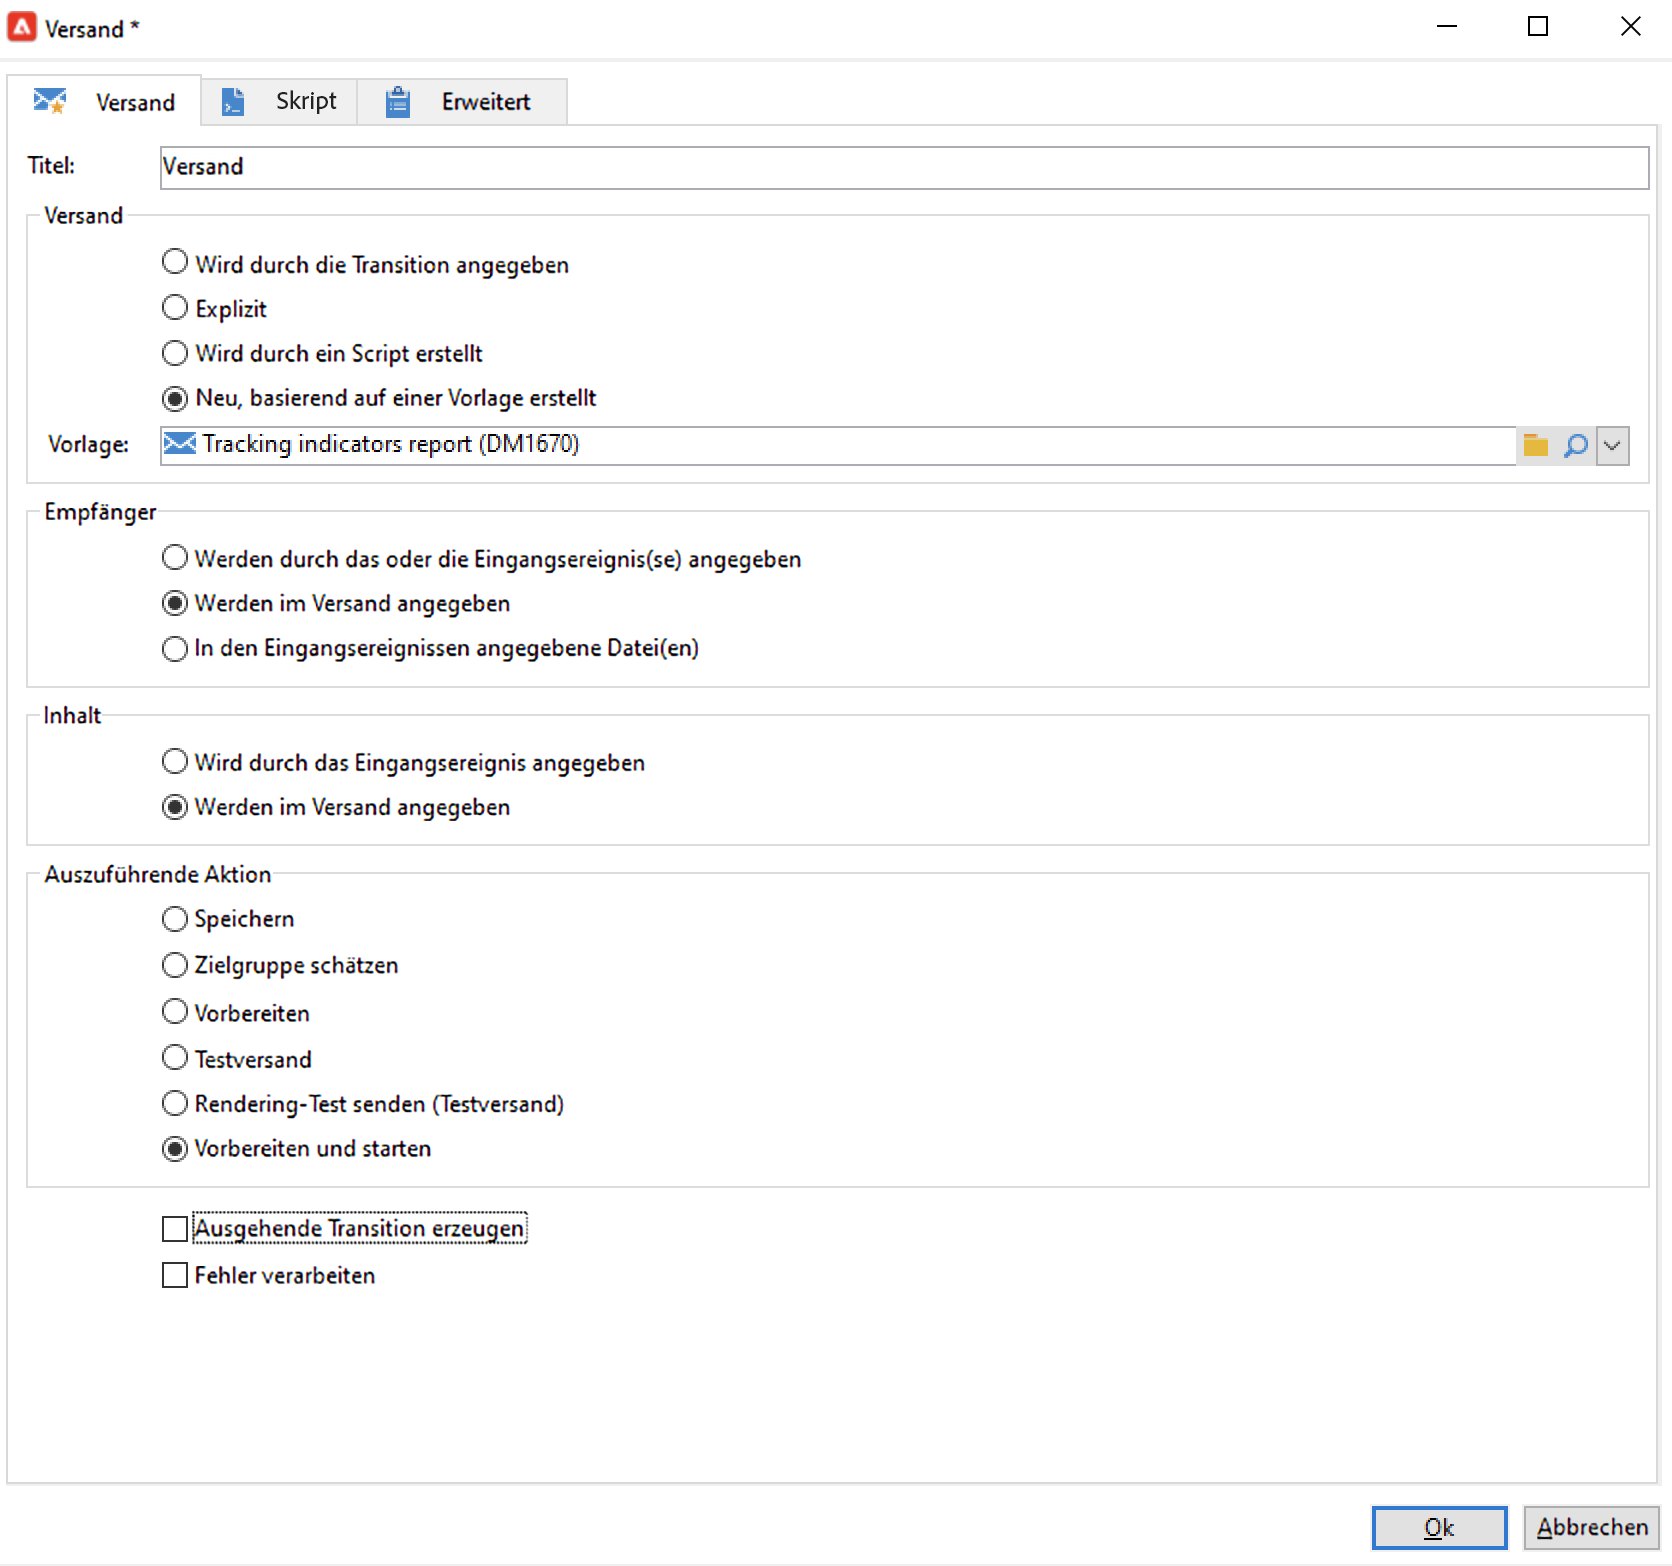 Versand *
Versand Skript Erweitert
Titel: Versand
Versand
Wird durch die Transition angegeben
Explizit
Wird durch ein Script erstellt
Neu, basierend auf einer Vorlage erstellt
Vorlage: Tracking indicators report (DM1670)
Empfänger
Werden durch das oder die Eingangsereignis(se) angegeben
Werden im Versand angegeben
In den Eingangsereignissen angegebene Datei(en)
Inhalt
Wird durch das Eingangsereignis angegeben
Werden im Versand angegeben
Auszuführende Aktion
Speichern
Zielgruppe schätzen
Vorbereiten
Testversand
Rendering-Test senden (Testversand)
Vorbereiten und starten
Ausgehende Transition erzeugen
Fehler verarbeiten
Ok Abbrechen